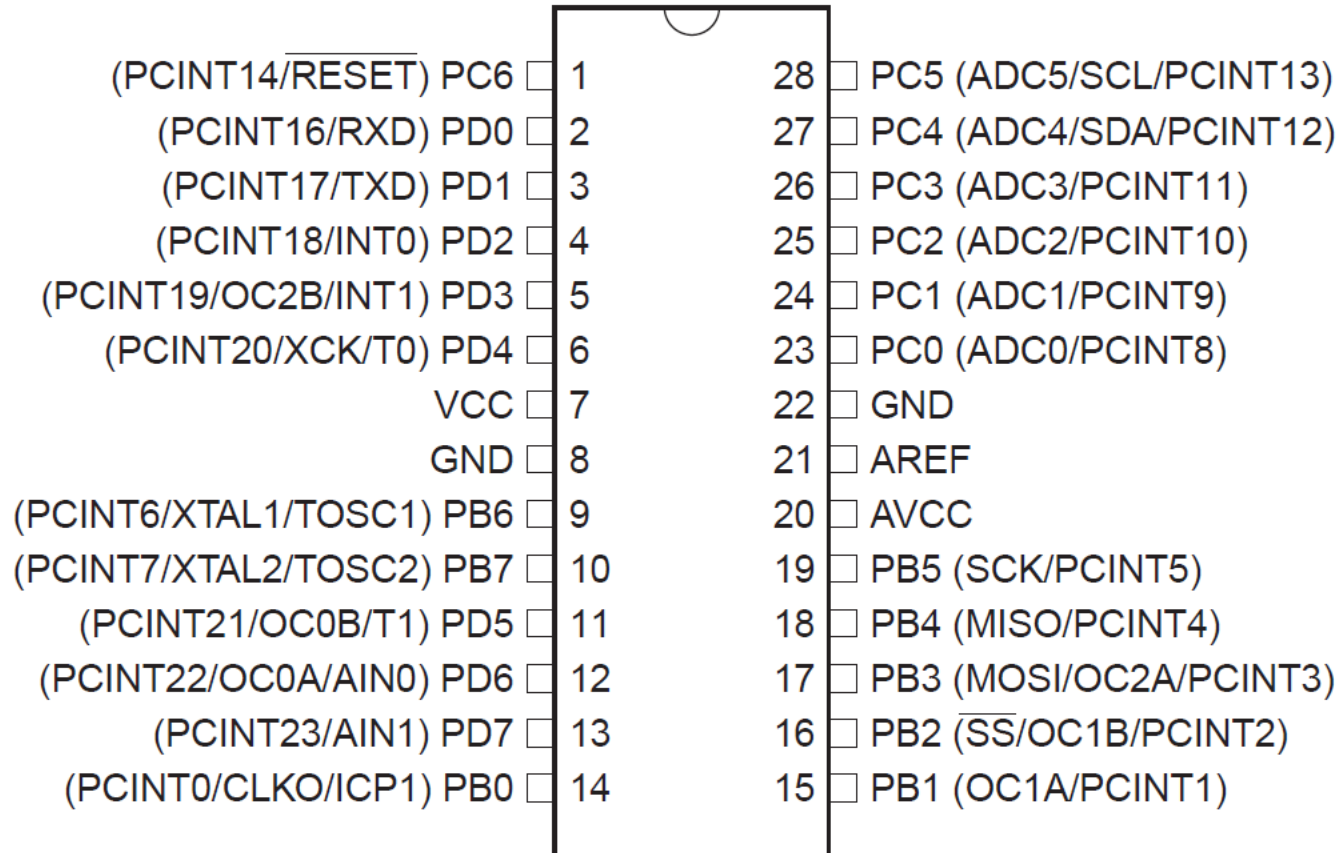 (PCINT14/RESET) PC6 1 28 PC5 (ADC5/SCL/PCINT13)
(PCINT16/RXD) PD0 2 27 PC4 (ADC4/SDA/PCINT12)
(PCINT17/TXD) PD1 3 26 PC3 (ADC3/PCINT11)
(PCINT18/INT0) PD2 4 25 PC2 (ADC2/PCINT10)
(PCINT19/OC2B/INT1) PD3 5 24 PC1 (ADC1/PCINT9)
(PCINT20/XCK/T0) PD4 6 23 PC0 (ADC0/PCINT8)
VCC 7 22 GND
GND 8 21 AREF
(PCINT6/XTAL1/TOSC1) PB6 9 20 AVCC
(PCINT7/XTAL2/TOSC2) PB7 10 19 PB5 (SCK/PCINT5)
(PCINT21/OC0B/T1) PD5 11 18 PB4 (MISO/PCINT4)
(PCINT22/OC0A/AIN0) PD6 12 17 PB3 (MOSI/OC2A/PCINT3)
(PCINT23/AIN1) PD7 13 16 PB2 (SS/OC1B/PCINT2)
(PCINT0/CLKO/ICP1) PB0 14 15 PB1 (OC1A/PCINT1)